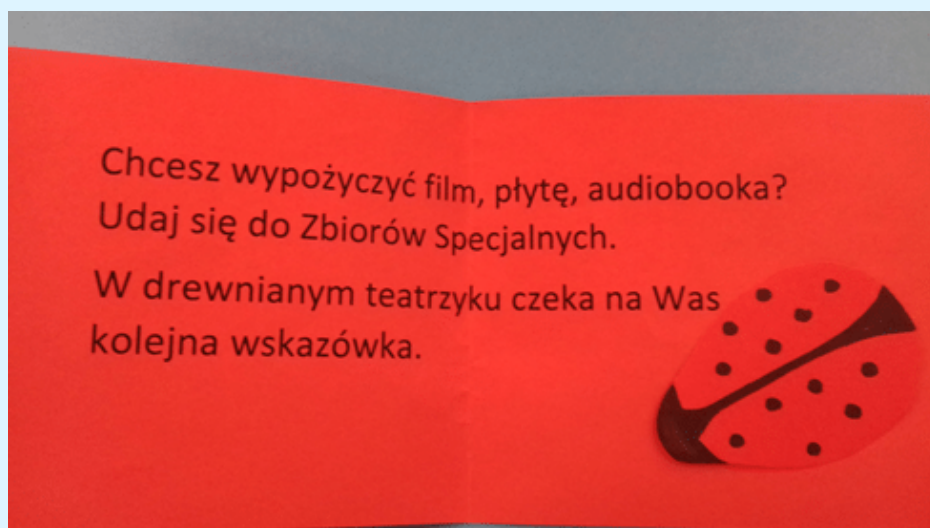 Chcesz wypożyczyć film, płytę, audiobooka?
Udaj się do Zbiorów Specjalnych.
W drewnianym teatrzyku czeka na Was
kolejna wskazówka.